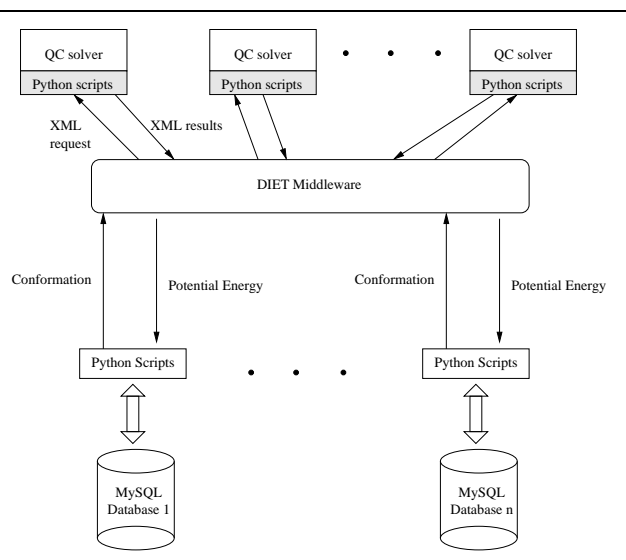 QC solver
Python scripts
QC solver
Python scripts
QC solver
Python scripts
XML
request
XML results
DIET Middleware
Conformation
Potential Energy
Conformation
Potential Energy
Python Scripts
Python Scripts
MySQL
Database 1
MySQL
Database n